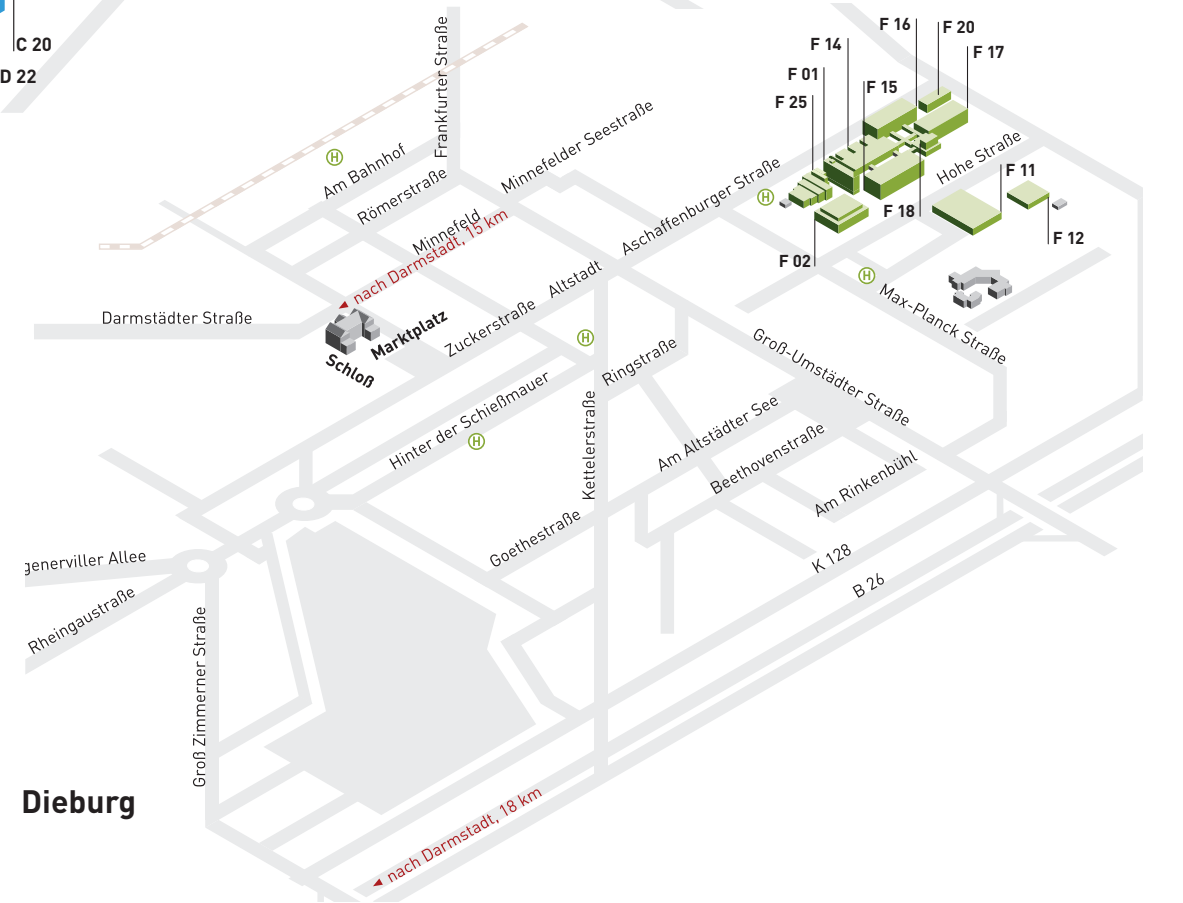 C 20
D 22
F 16
F 20
F 14
F 17
F 01
F 15
F 25
Frankfurter Straße
Minnefelder Seestraße
Am Bahnhof
Römerstraße
Hohe Straße
F 11
Aschaffenburger Straße
Minnefeld
nach Darmstadt, 15 km
F 18
F 12
F 02
Altstadt
Max-Planck Straße
Darmstädter Straße
Zuckerstraße
Marktplatz
Schloß
Groß-Umstädter Straße
Ringstraße
Hinter der Schießmauer
Kettelerstraße
Am Altstädter See
Beethovenstraße
Am Rinkenbühl
Goethestraße
K 128
B 26
generviller Allee
Rheingaustraße
Groß Zimmerner Straße
Dieburg
nach Darmstadt, 18 km
H
H
H
H
H